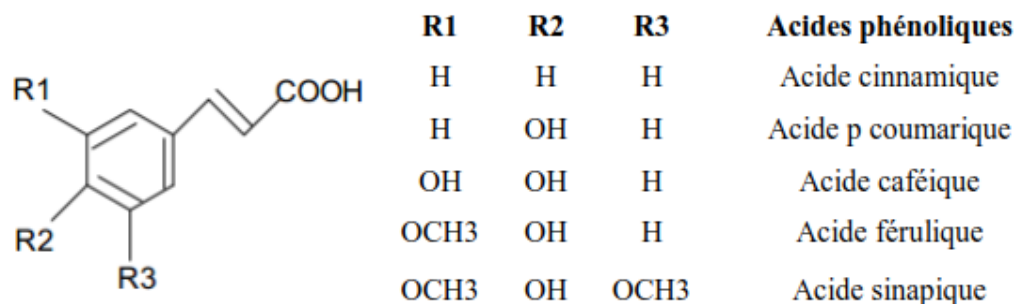 R1 R2 R3 Acides phénoliques
H H H Acide cinnamique
H OH H Acide p coumarique
OH OH H Acide caféique
OCH3 OH H Acide férulique
OCH3 OH OCH3 Acide sinapique
R1
COOH
R2
R3